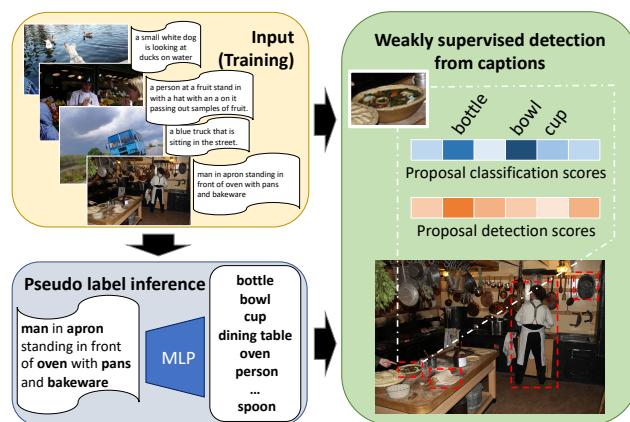 a small white dog
is looking at
ducks on water
Input
(Training)
a person at a fruit stand in
with a hat with an a on it
passing out samples of fruit.
a blue truck that is
sitting in the street.
man in apron standing in
front of oven with pans
and bakeware
Pseudo label inference
man in apron
standing in front
of oven with pans
and bakeware
MLP
bottle
bowl
cup
dining table
oven
person
...
spoon
Weakly supervised detection
from captions
bottle
bowl
cup
Proposal classification scores
Proposal detection scores